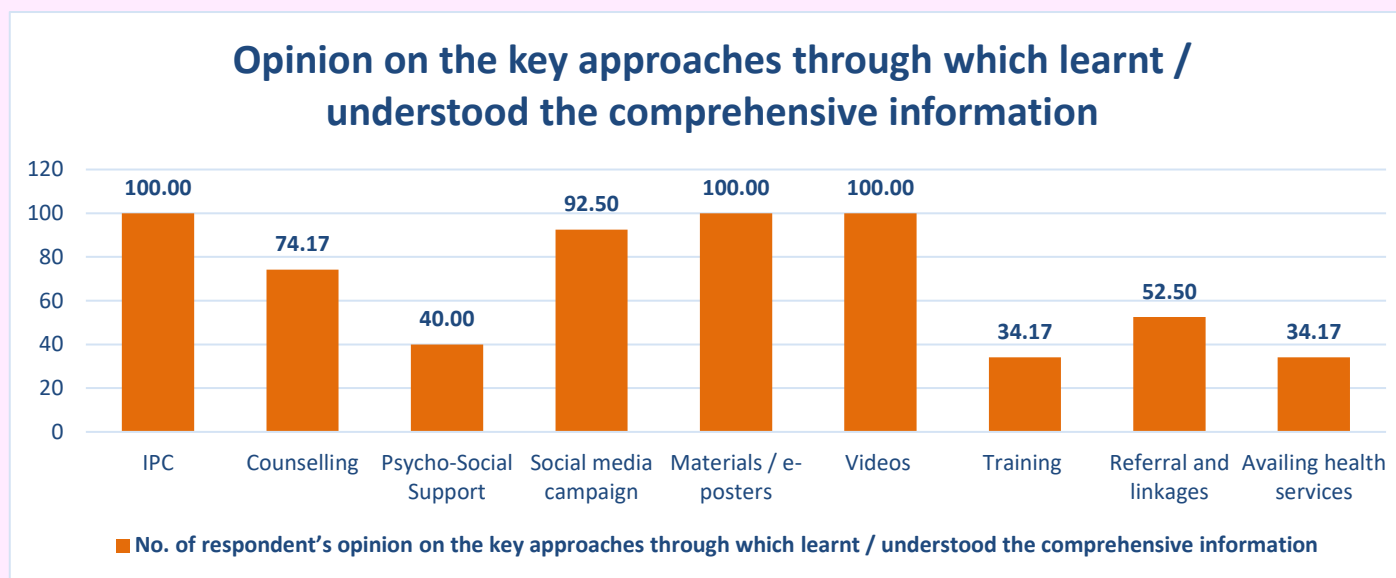 Opinion on the key approaches through which learnt /
understood the comprehensive information
120
100
80
60
40
20
0
100.00
74.17
40.00
92.50
100.00
100.00
34.17
52.50
34.17
IPC
Counselling
Psycho-Social
Support
Social media
campaign
Materials / e-
posters
Videos
Training
Referral and
linkages
Availing health
services
No. of respondent’s opinion on the key approaches through which learnt / understood the comprehensive information